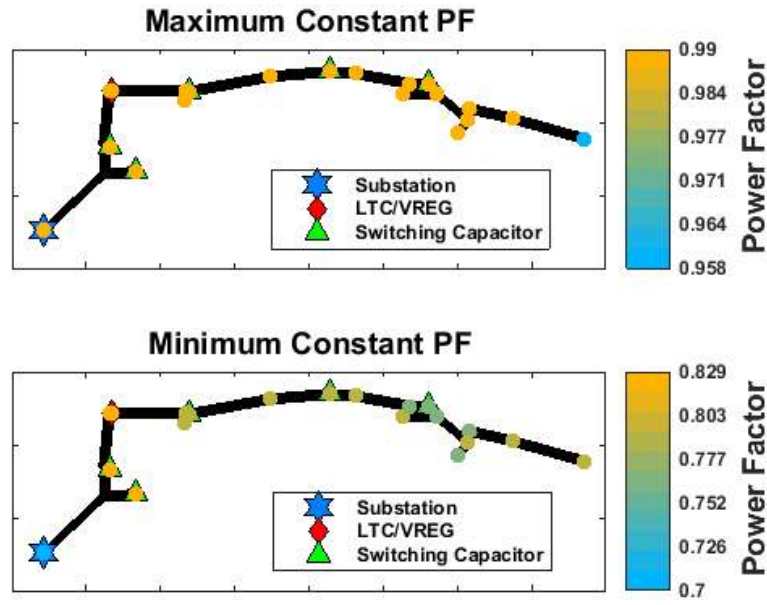 Maximum Constant PF
0.99
0.984
0.977
0.971
0.964
0.958
Power Factor
Substation
LTC/VREG
Switching Capacitor
Minimum Constant PF
0.829
0.803
0.777
0.752
0.726
0.7
Power Factor
Substation
LTC/VREG
Switching Capacitor